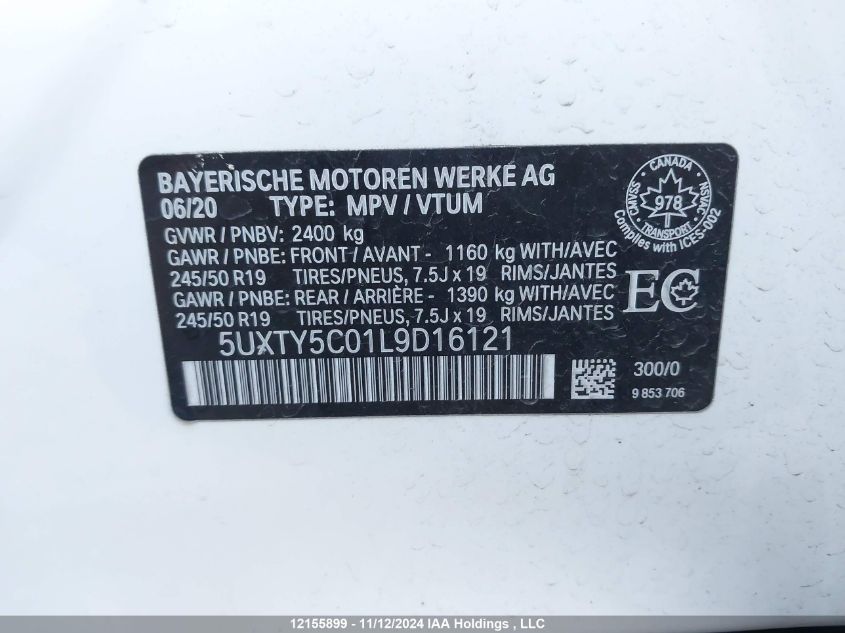 BAYERISCHE MOTOREN WERKE AG
06/20 TYPE: MPV / VTUM
GVWR / PNBV: 2400 kg
GAWR / PNBE: FRONT / AVANT - 1160 kg WITH/AVEC
245/50 R19 TIRES/PNEUS, 7.5J x 19 RIMS/JANTES
GAWR / PNBE: REAR / ARRIÈRE - 1390 kg WITH/AVEC
245/50 R19 TIRES/PNEUS, 7.5J x 19 RIMS/JANTES
5UXTY5C01L9D16121
CANADA
CMVSS
978
NSVAC
TRANSPORT
Complies with ICES-002
EC
300/0
9 853 706
12155899 - 11/12/2024 IAA Holdings , LLC